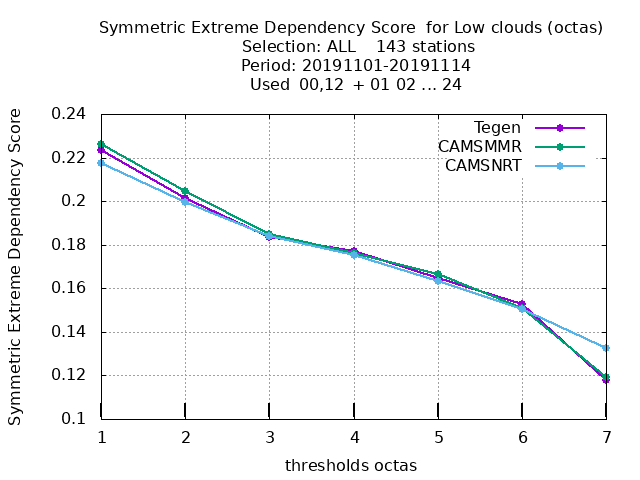 Symmetric Extreme Dependency Score  for Low clouds (octas)
Selection: ALL    143 stations
Period: 20191101-20191114
Used  00,12  + 01 02 ... 24
Symmetric Extreme Dependency Score
0.24
0.22
0.2
0.18
0.16
0.14
0.12
0.1
Tegen
CAMSMMR
CAMSNRT
1 2 3 4 5 6 7
thresholds octas